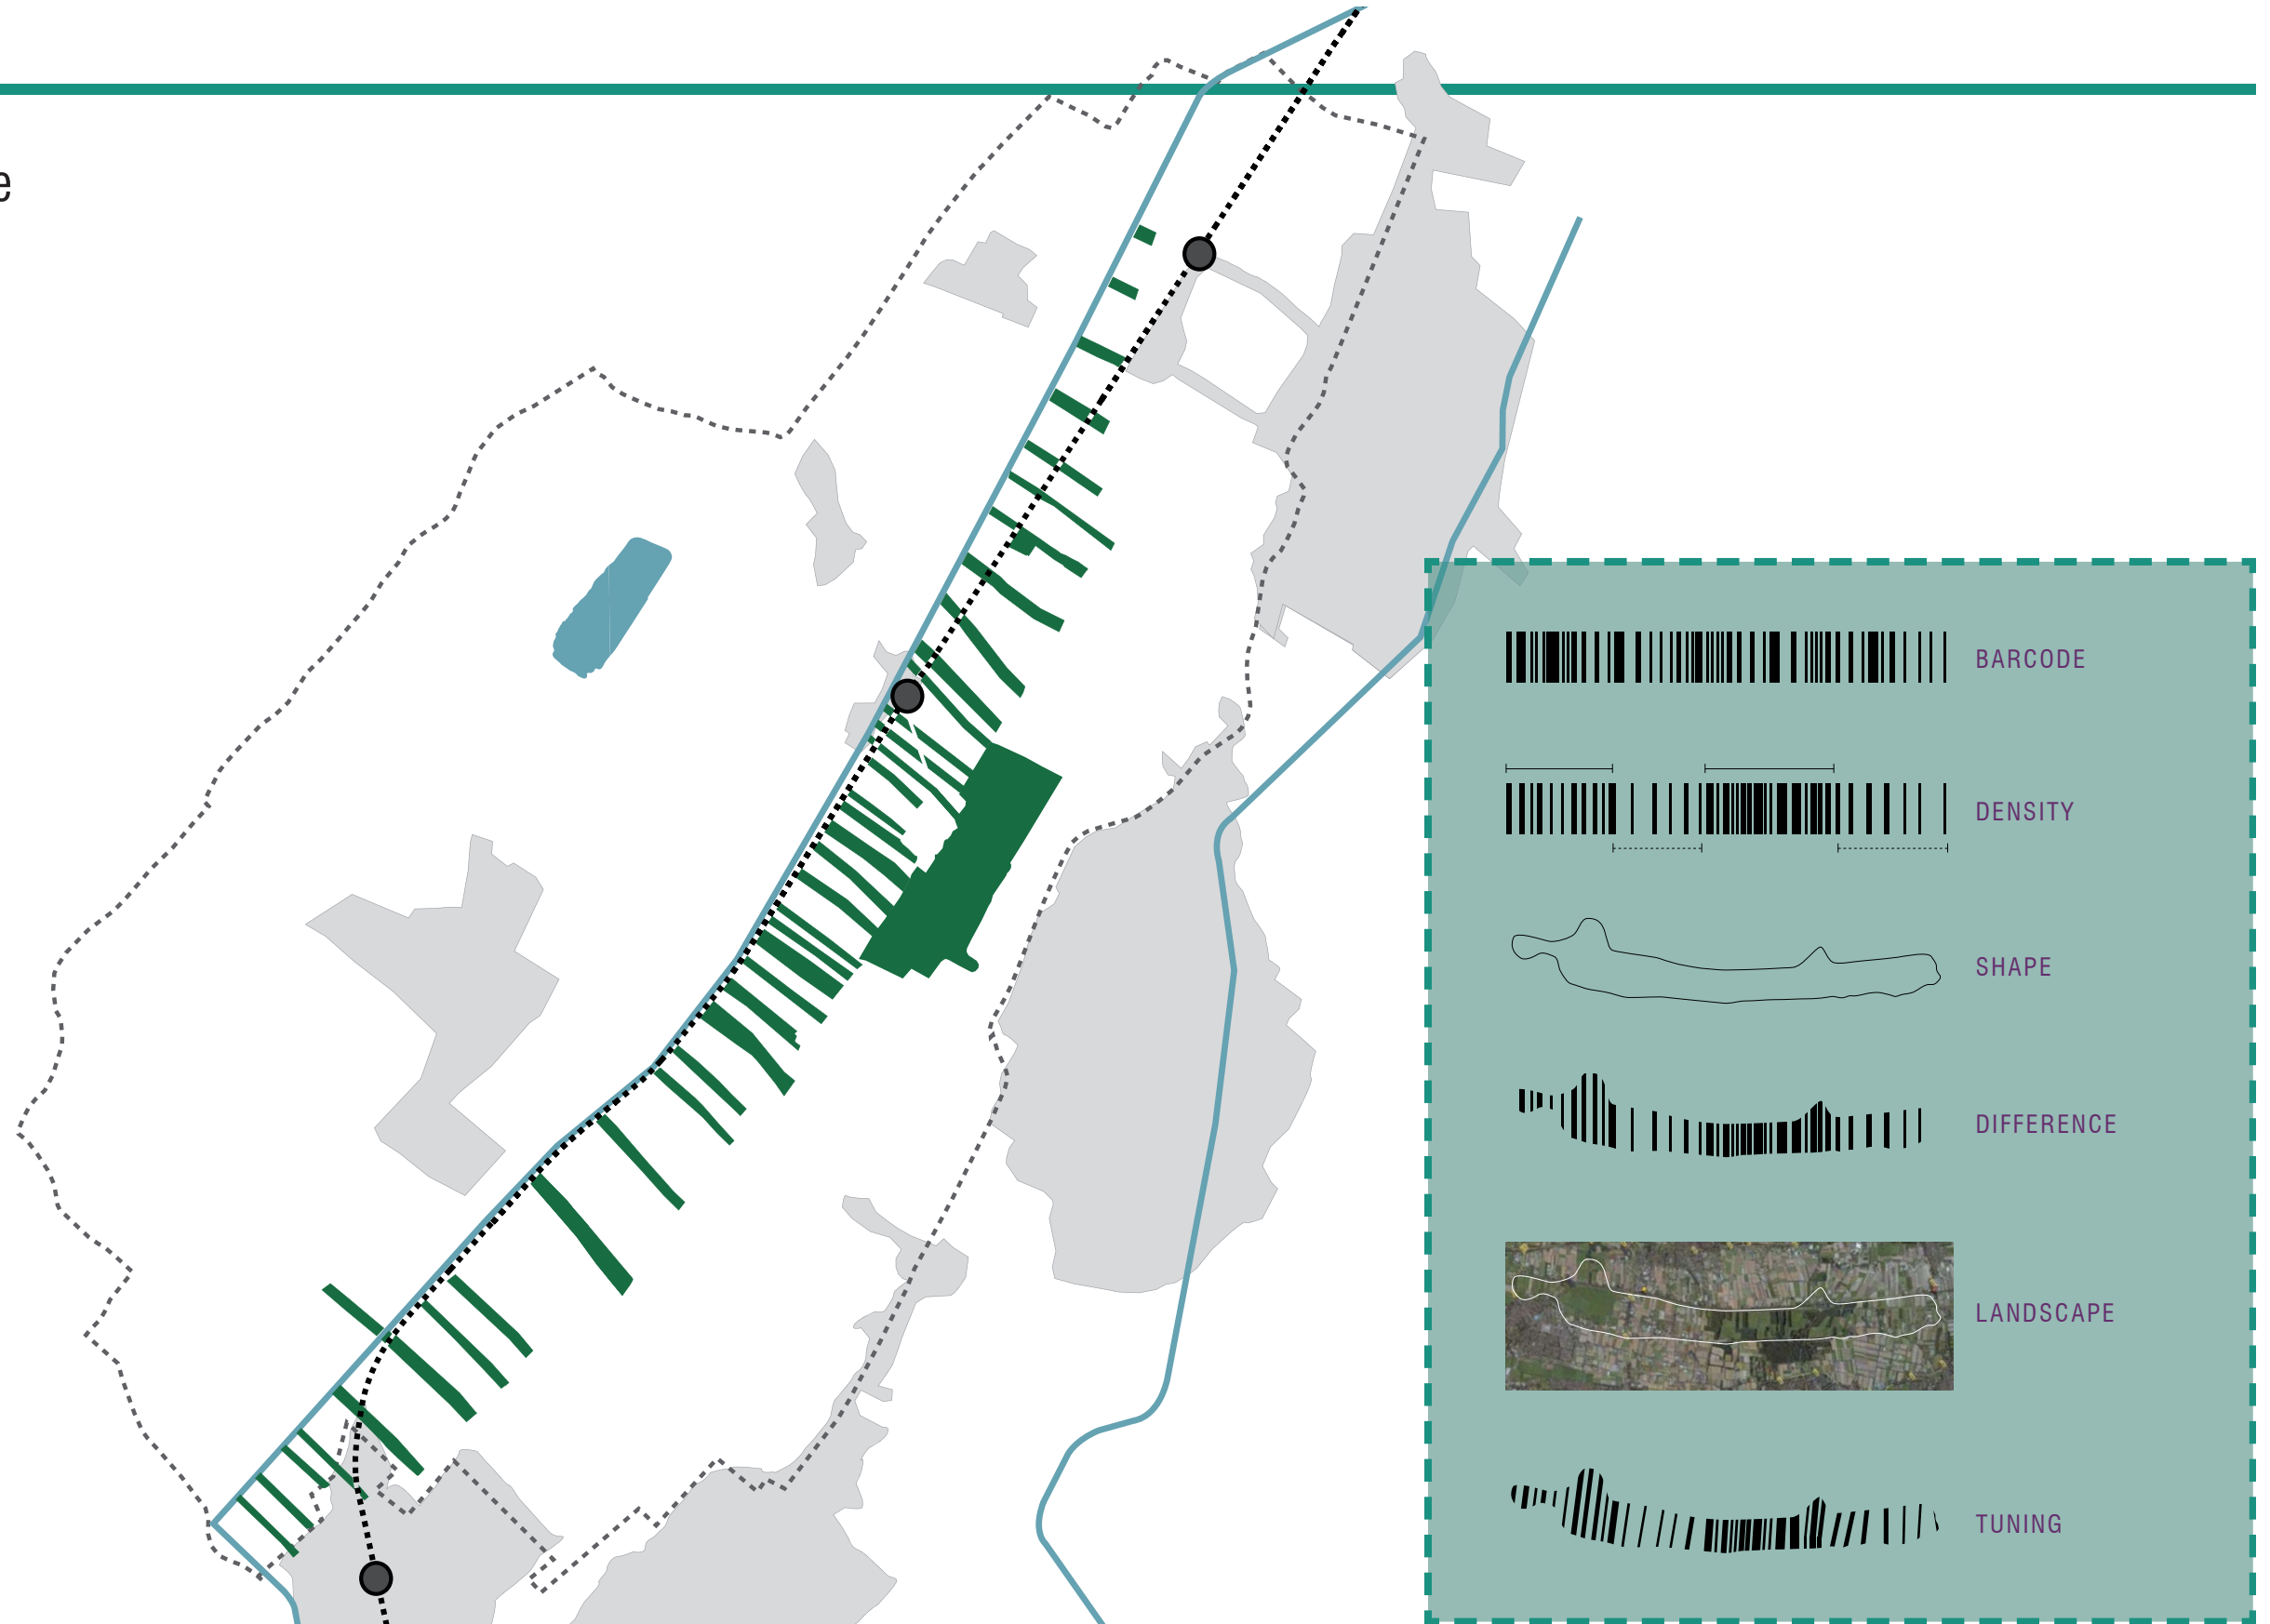 e
BARCODE
DENSITY
SHAPE
DIFFERENCE
LANDSCAPE
TUNING